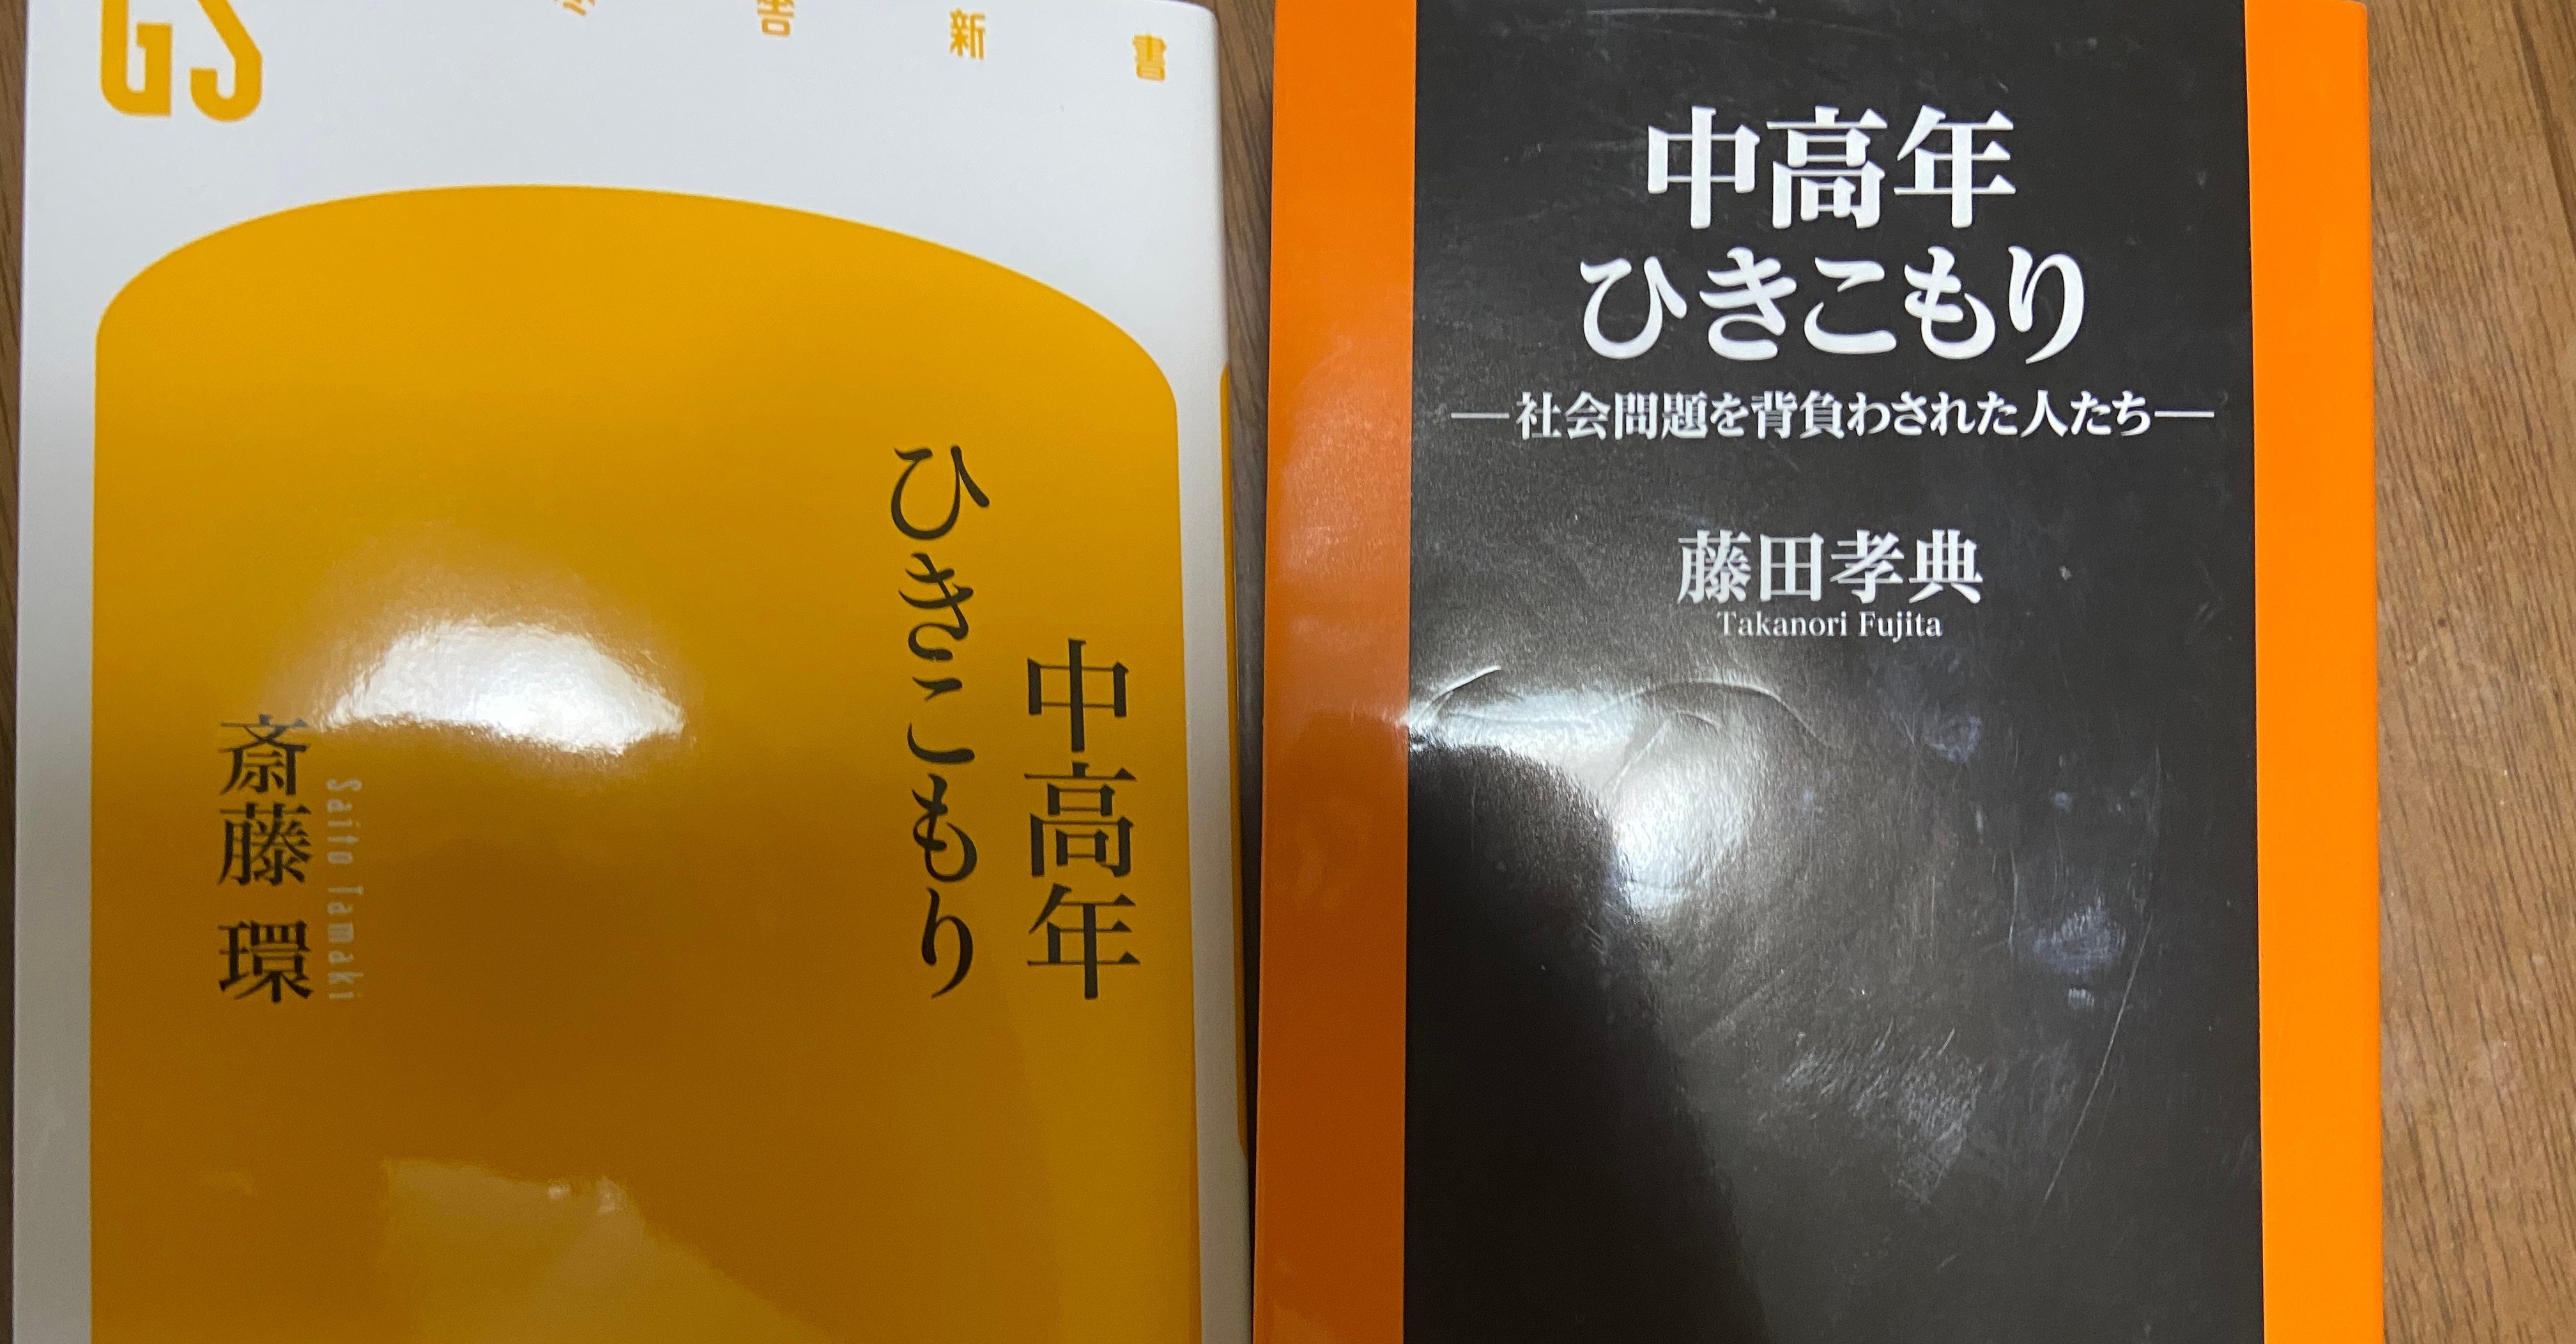 GS
舎新書
中高年
ひきこもり
斎藤 環
Saito Tamaki
中高年
ひきこもり
―社会問題を背負わされた人たち―
藤田孝典
Takanori Fujita